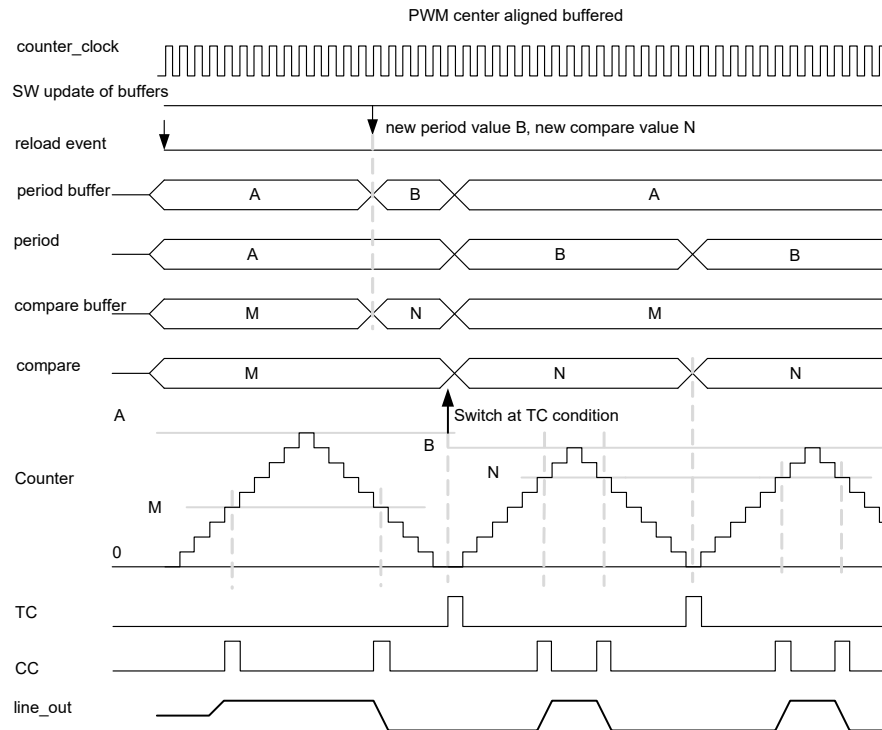 PWM center aligned buffered
counter_clock
SW update of buffers
new period value B, new compare value N
reload event
period buffer
A
B
A
period
A
B
B
compare buffer
M
N
M
compare
M
N
N
A
Switch at TC condition
B
Counter
N
M
0
TC
CC
line_out